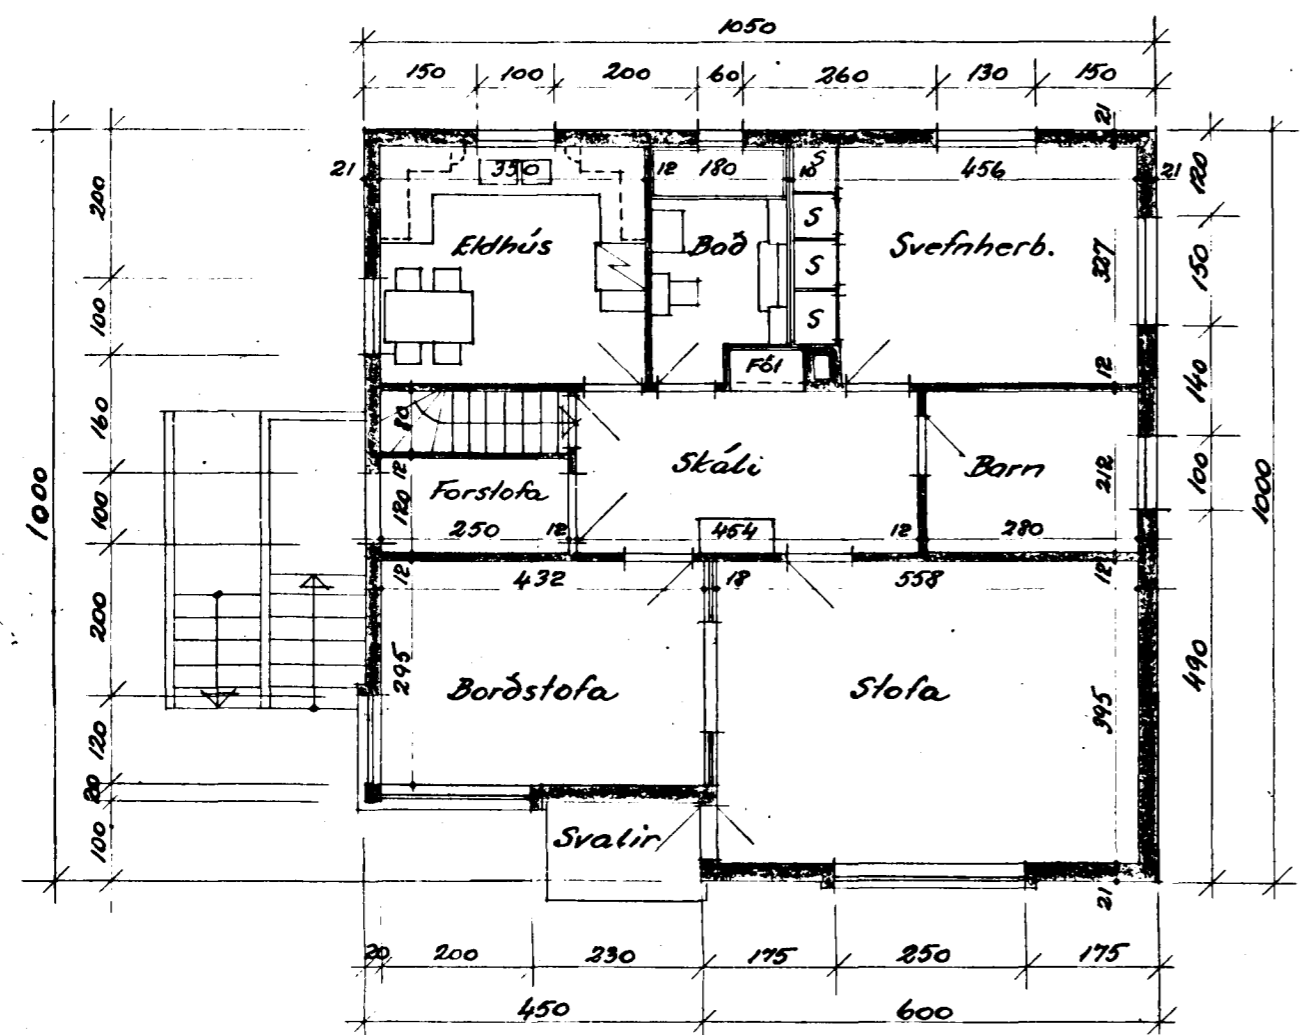 1050
150 100 200 60 260 130 150
21
21 350 12 180 10 S 456 21 120
200
S
Eldhús Bað Svefnherb.
S
327 150
100
S
Föt
12 140
160 80
12 Skáli Barn 212 100
1000 Forstofa 1000
100 120 250 12 464 12 280
12 432 18 558 12
200
295 Borðstofa Stofa 395 490
120
20
100 Svalir
21
20 200 230 175 250 175
450 600